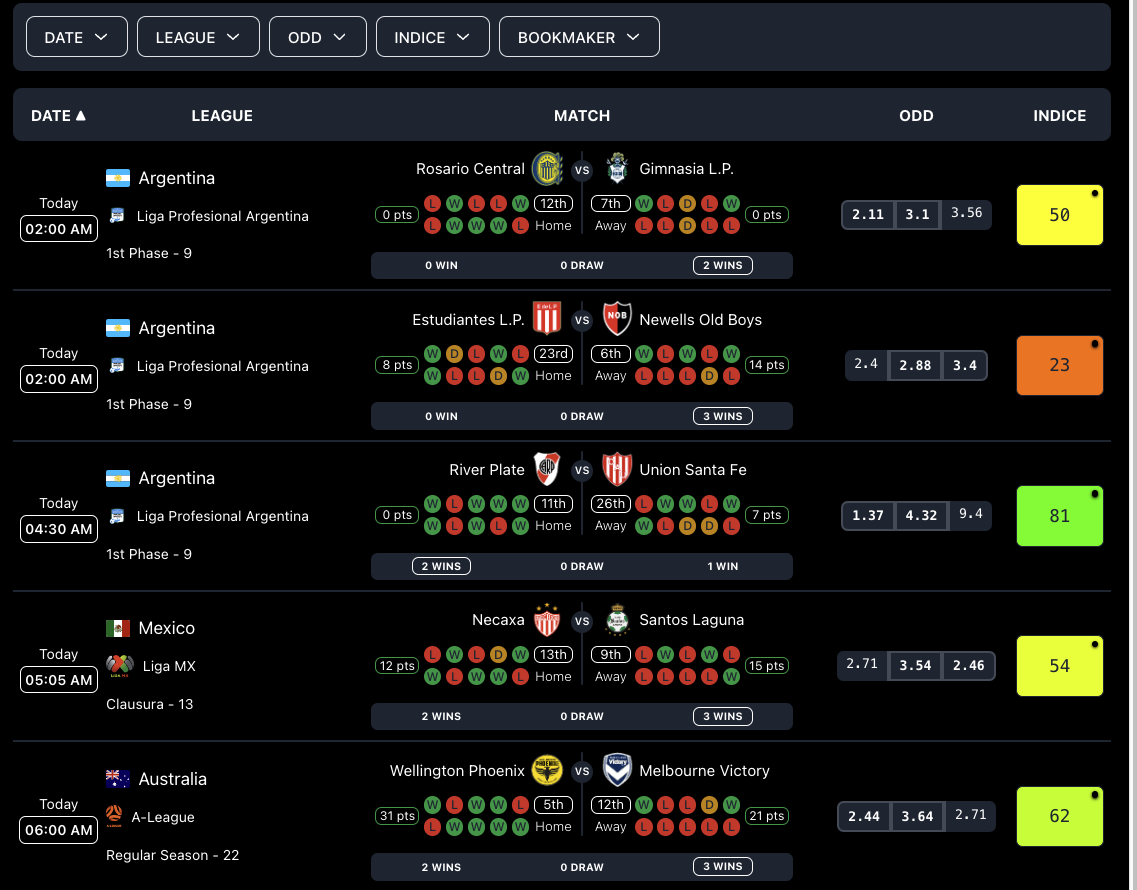 DATE LEAGUE ODD INDICE BOOKMAKER
DATE ▲ LEAGUE MATCH ODD INDICE
Today
02:00 AM
Argentina
Liga Profesional Argentina
1st Phase - 9
Rosario Central VS Gimnasia L.P.
0 pts L W L L W 12th 7th W L D L W 0 pts
L W W W L Home Away L L D L L
0 WIN 0 DRAW 2 WINS
2.11 3.1 3.56
50
Today
02:00 AM
Argentina
Liga Profesional Argentina
1st Phase - 9
Estudiantes L.P. VS Newells Old Boys
NOB
8 pts W D L W L 23rd 6th W L W L W 14 pts
W L L D W Home Away L L L D L
0 WIN 0 DRAW 3 WINS
2.4 2.88 3.4
23
Today
04:30 AM
Argentina
Liga Profesional Argentina
1st Phase - 9
River Plate VS Union Santa Fe
0 pts W L W W W 11th 26th L W W L W 7 pts
W L W L W Home Away W L D D L
2 WINS 0 DRAW 1 WIN
1.37 4.32 9.4
81
Today
05:05 AM
Mexico
Liga MX
Clausura - 13
Necaxa VS Santos Laguna
12 pts L W L D W 13th 9th L W L W L 15 pts
W L W W L Home Away L L L L W
2 WINS 0 DRAW 3 WINS
2.71 3.54 2.46
54
Today
06:00 AM
Australia
A-League
Regular Season - 22
Wellington Phoenix VS Melbourne Victory
PHOENIX
Victory
31 pts W L W W L 5th 12th W L L D W 21 pts
L W W W W Home Away L L L L L
2 WINS 0 DRAW 3 WINS
2.44 3.64 2.71
62